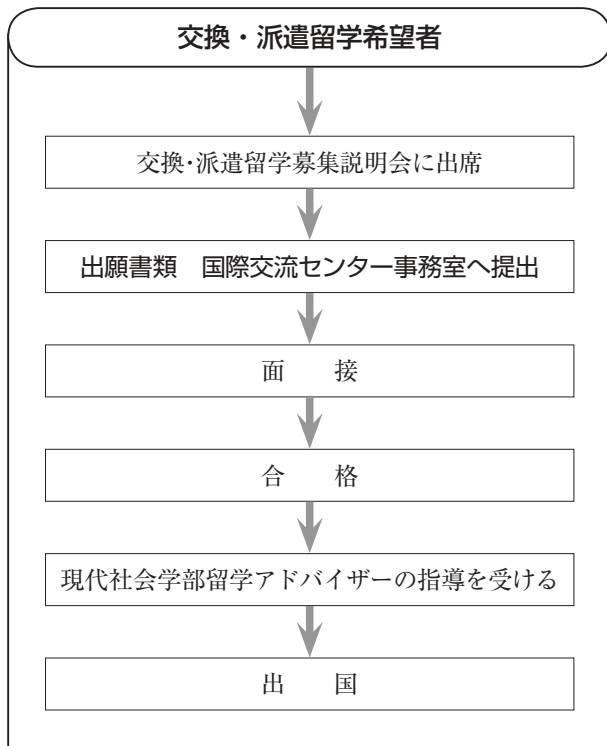 交換・派遣留学希望者
交換・派遣留学募集説明会に出席
出願書類　国際交流センター事務室へ提出
面　　接
合　　格
現代社会学部留学アドバイザーの指導を受ける
出　　国